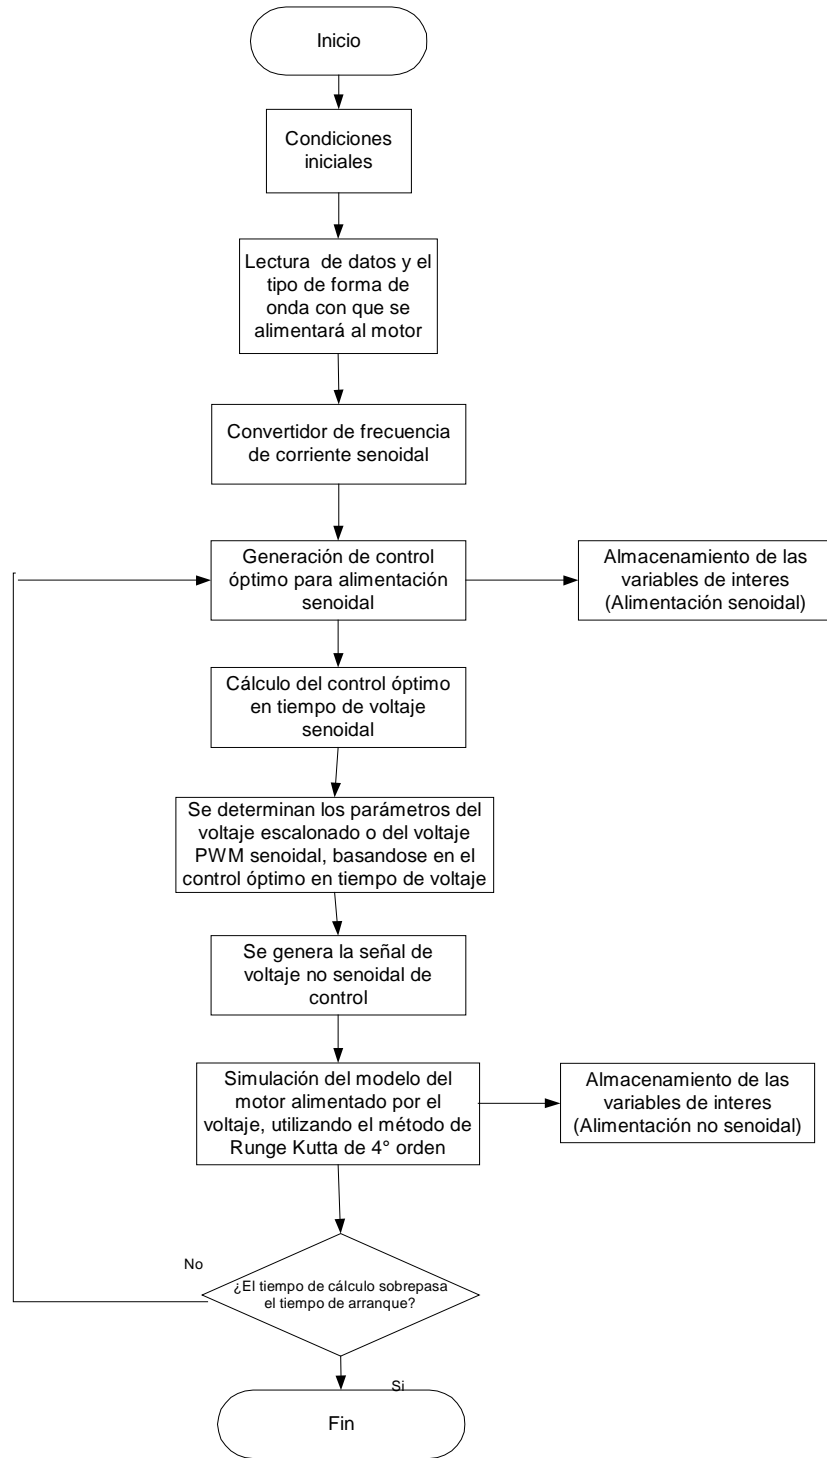 Inicio
Condiciones
iniciales
Lectura de datos y el
tipo de forma de
onda con que se
alimentará al motor
Convertidor de frecuencia
de corriente senoidal
Generación de control
óptimo para alimentación
senoidal
Almacenamiento de las
variables de interes
(Alimentación senoidal)
Cálculo del control óptimo
en tiempo de voltaje
senoidal
Se determinan los parámetros del
voltaje escalonado o del voltaje
PWM senoidal, basandose en el
control óptimo en tiempo de voltaje
Se genera la señal de
voltaje no senoidal de
control
Simulación del modelo del
motor alimentado por el
voltaje, utilizando el método de
Runge Kutta de 4° orden
Almacenamiento de las
variables de interes
(Alimentación no senoidal)
No
¿El tiempo de cálculo sobrepasa
el tiempo de arranque?
Si
Fin